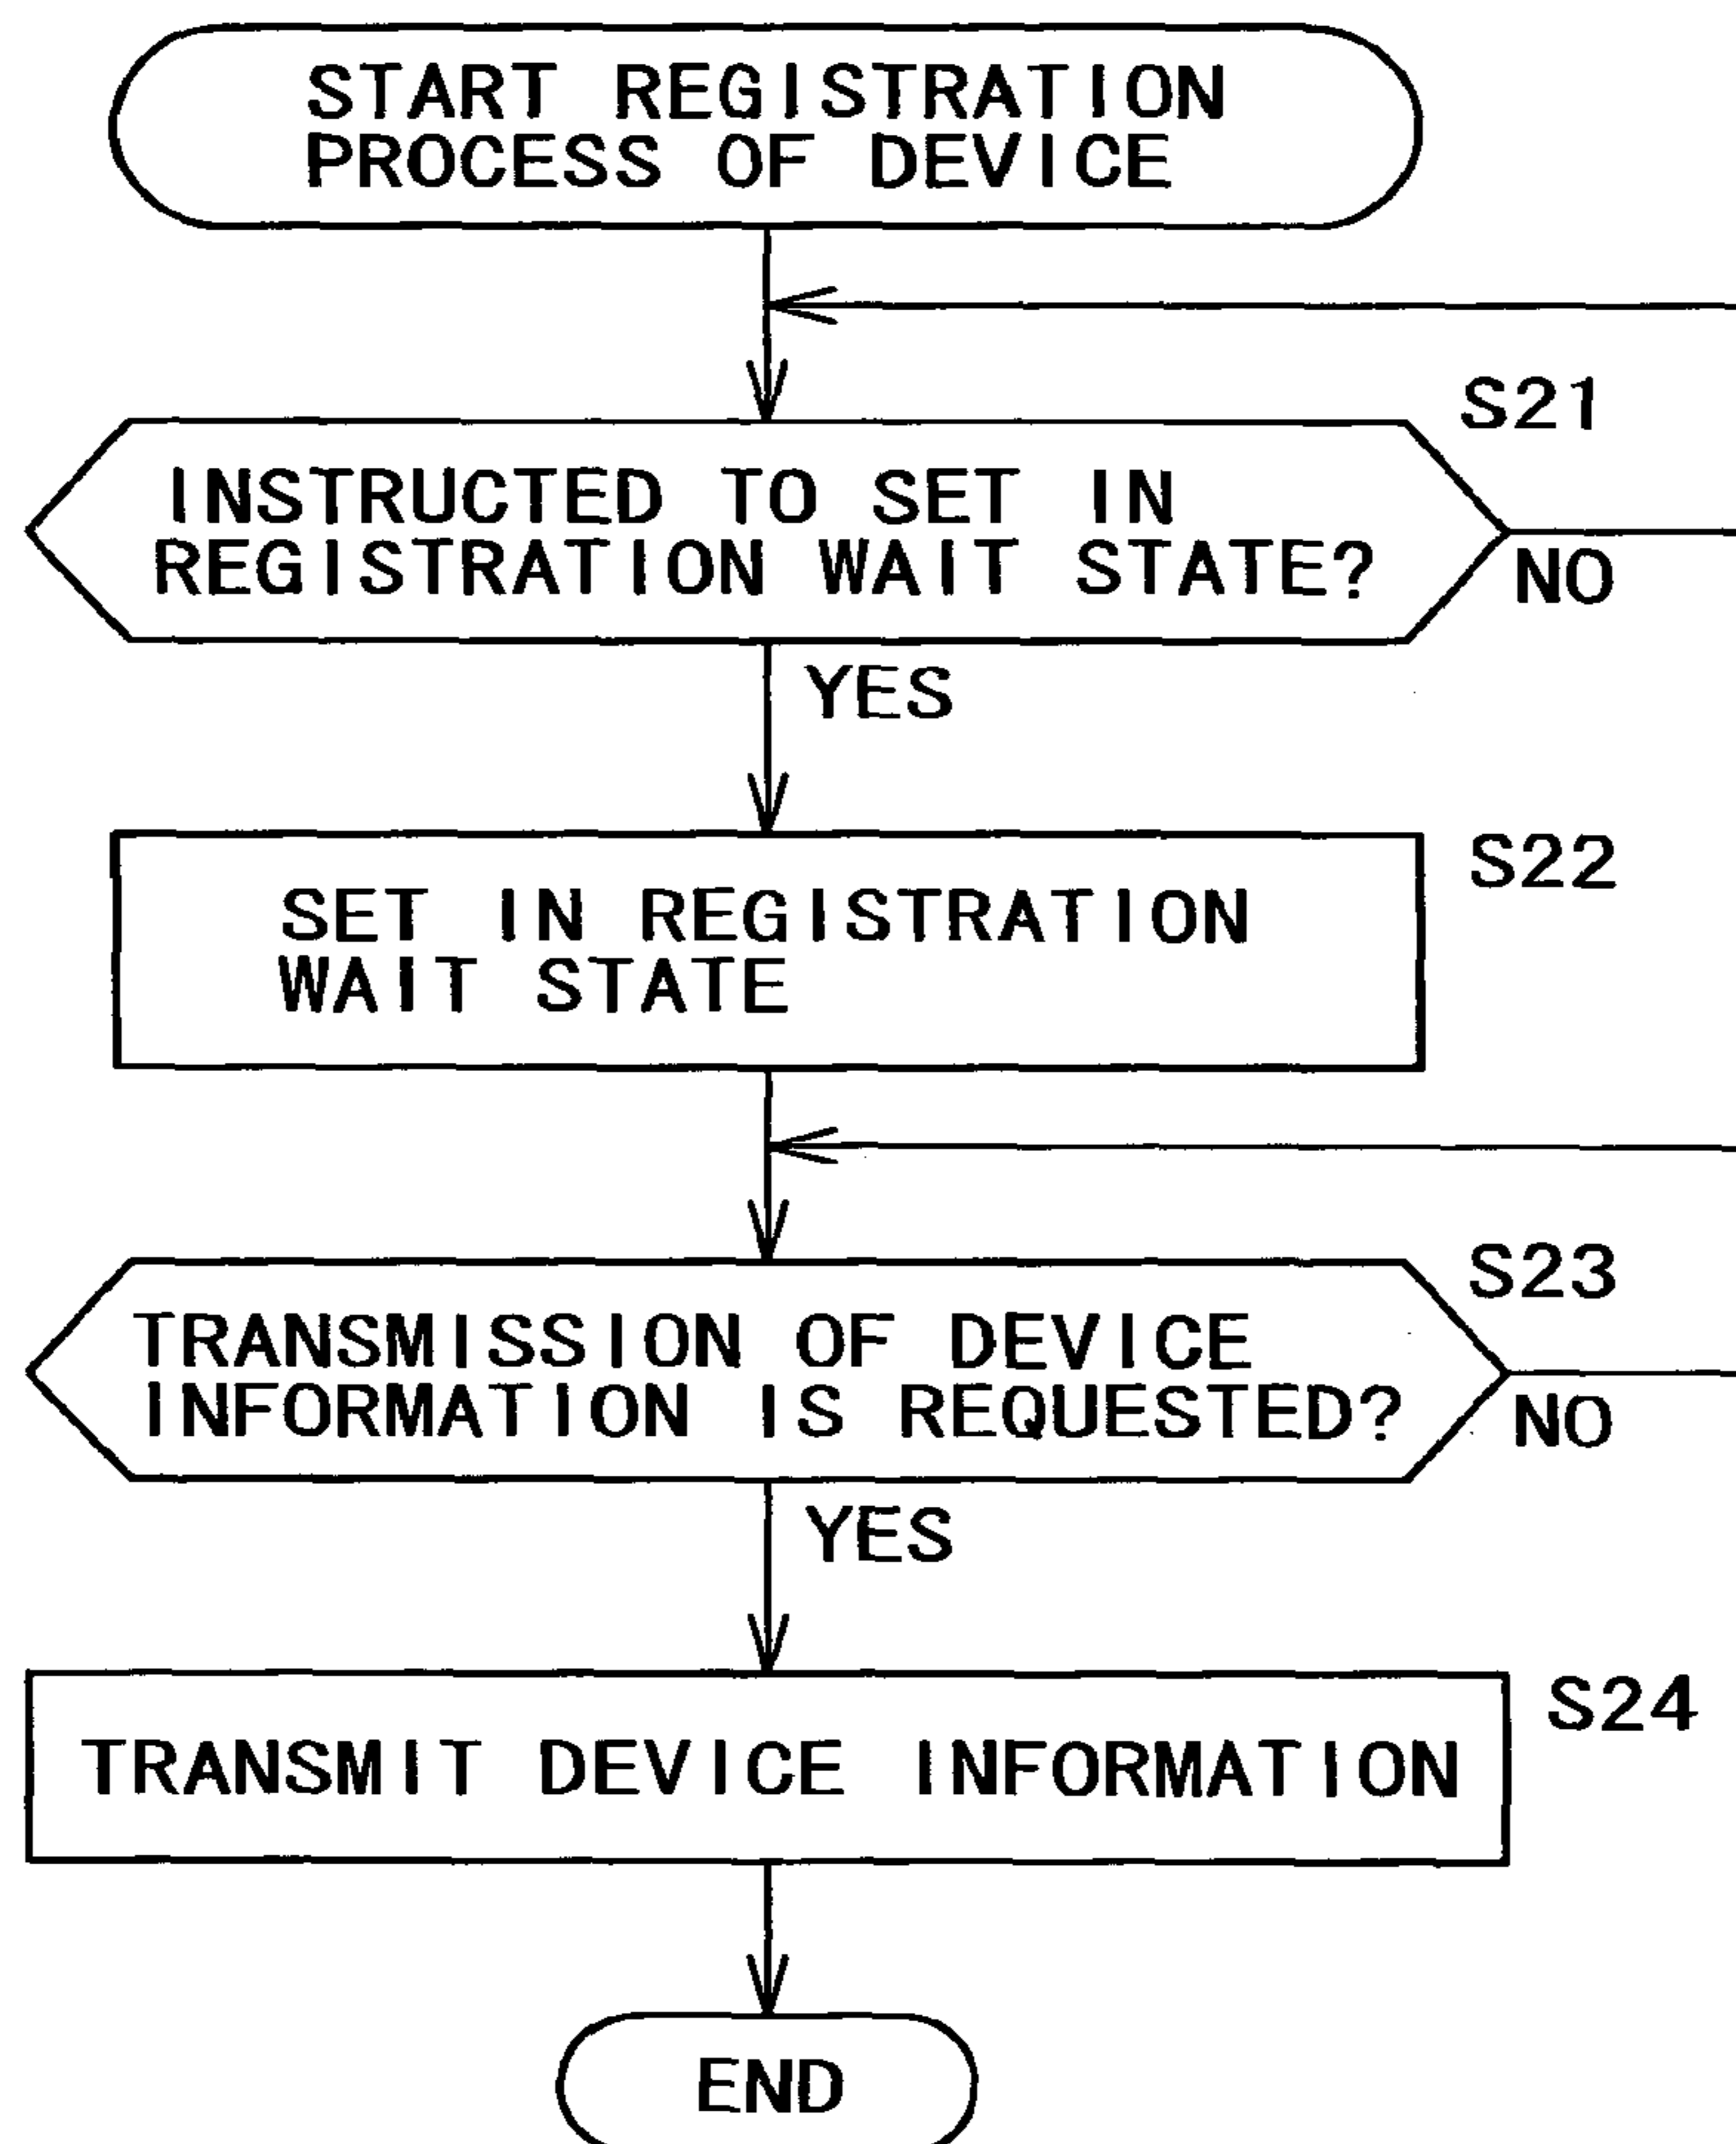 START REGISTRATION
PROCESS OF DEVICE
S21
INSTRUCTED TO SET IN
REGISTRATION WAIT STATE?
NO
YES
S22
SET IN REGISTRATION
WAIT STATE
S23
TRANSMISSION OF DEVICE
INFORMATION IS REQUESTED?
NO
YES
S24
TRANSMIT DEVICE INFORMATION
END